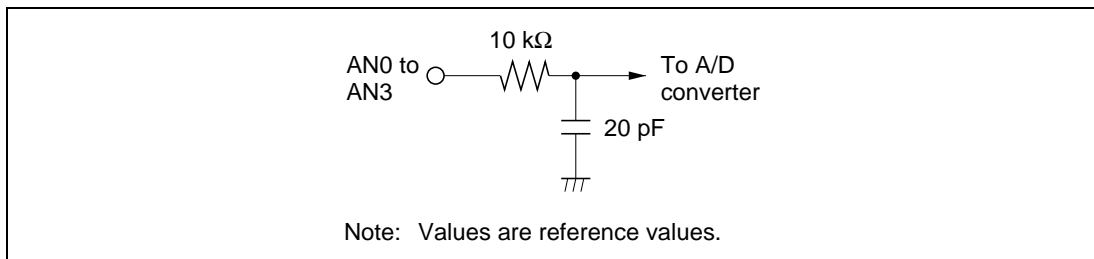 10 kΩ
AN0 to
AN3
To A/D
converter
20 pF
Note: Values are reference values.